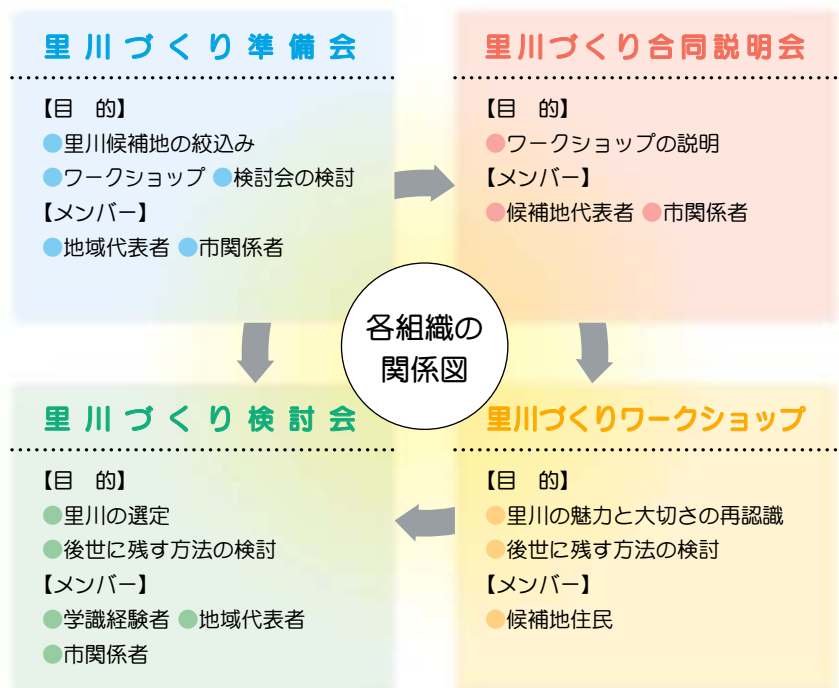 里川づくり準備会
【目　的】
●里川候補地の絞込み
●ワークショップ ●検討会の検討
【メンバー】
●地域代表者 ●市関係者
里川づくり合同説明会
【目　的】
●ワークショップの説明
【メンバー】
●候補地代表者 ●市関係者
各組織の
関係図
里川づくり検討会
【目　的】
●里川の選定
●後世に残す方法の検討
【メンバー】
●学識経験者 ●地域代表者
●市関係者
里川づくりワークショップ
【目　的】
●里川の魅力と大切さの再認識
●後世に残す方法の検討
【メンバー】
●候補地住民